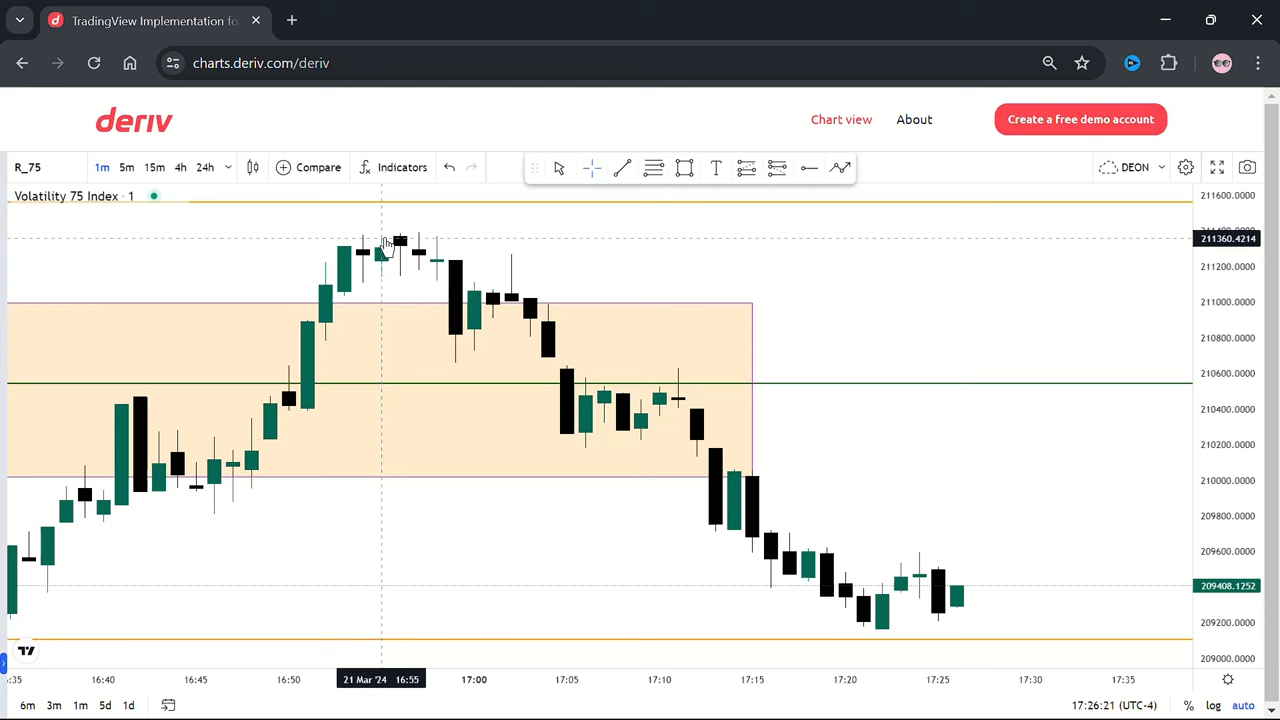 TradingView Implementation fo
charts.deriv.com/deriv
deriv
Chart view
About
Create a free demo account
R_75
1m 5m 15m 4h 24h
Compare
Indicators
T
DEON
Volatility 75 Index · 1
211600.0000
211360.4214
211200.0000
211000.0000
210800.0000
210600.0000
210400.0000
210200.0000
210000.0000
209800.0000
209600.0000
209408.1252
209200.0000
209000.0000
:35 16:40 16:45 16:50 21 Mar '24 16:55 17:00 17:05 17:10 17:15 17:20 17:25 17:30 17:35
6m 3m 1m 5d 1d
17:26:21 (UTC-4) % log auto